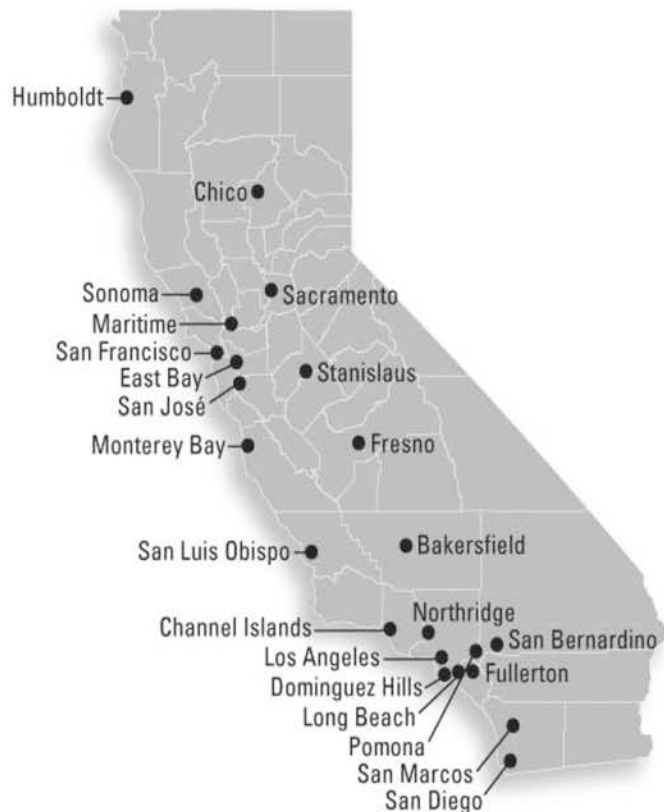 Humboldt
Chico
Sonoma
Sacramento
Maritime
San Francisco
East Bay
Stanislaus
San José
Monterey Bay
Fresno
San Luis Obispo
Bakersfield
Channel Islands
Northridge
San Bernardino
Los Angeles
Fullerton
Dominguez Hills
Long Beach
Pomona
San Marcos
San Diego